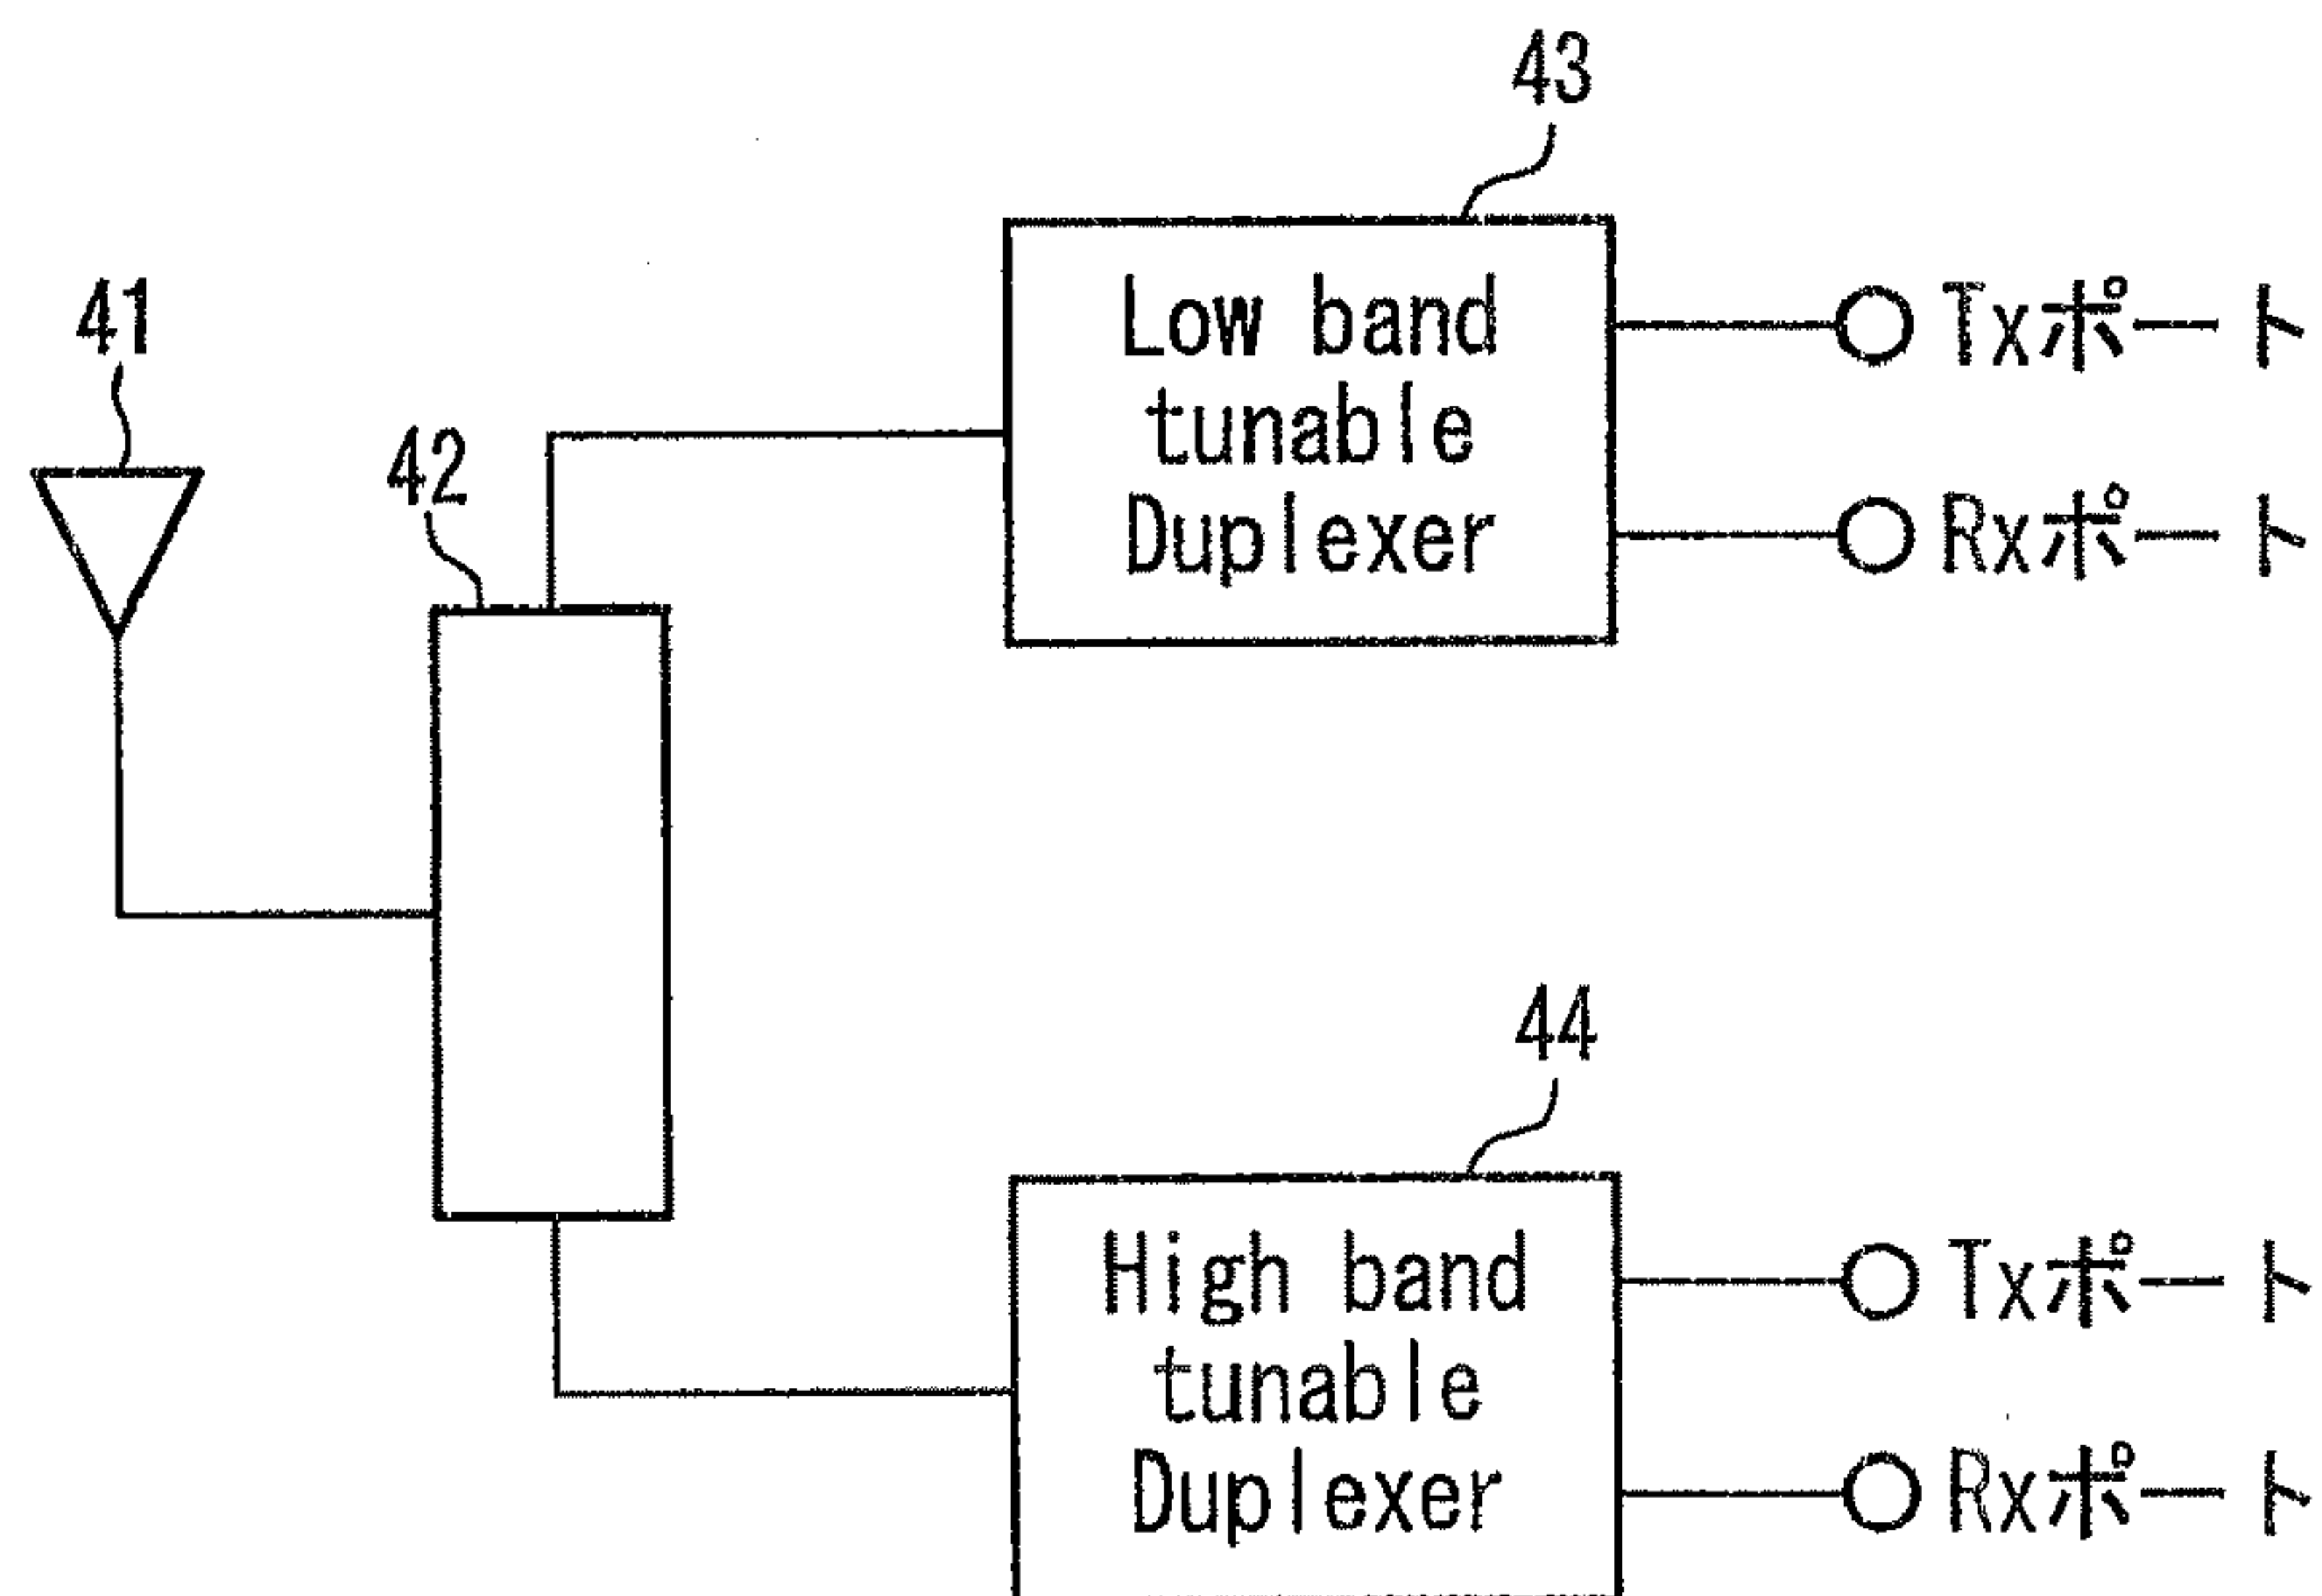 43
41
42
Low band
tunable
Duplexer
Txポート
Rxポート
44
High band
tunable
Duplexer
Txポート
Rxポート